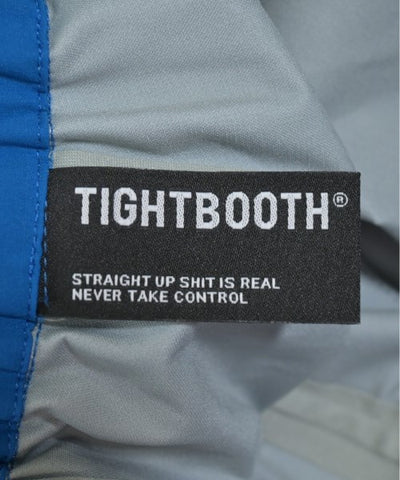 TIGHTBOOTH®
STRAIGHT UP SHIT IS REAL
NEVER TAKE CONTROL